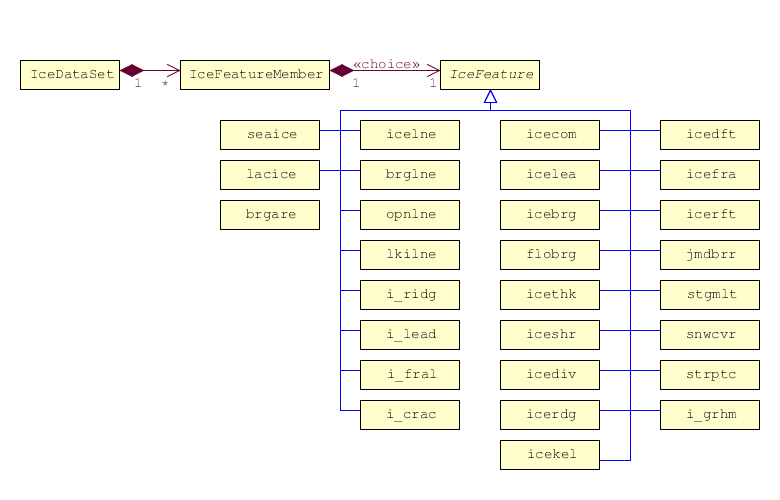 «choice»
IceDataSet IceFeatureMember IceFeature
1 * 1 1
seaice icelne icecom icedft
lacice brglne icelea icefra
brgare opnlne icebrg icerft
lkilne flobrg jmdbrr
i_ridg icethk stgmlt
i_lead iceshr snwcvr
i_fral icediv strptc
i_crac icerdg i_grhm
icekel